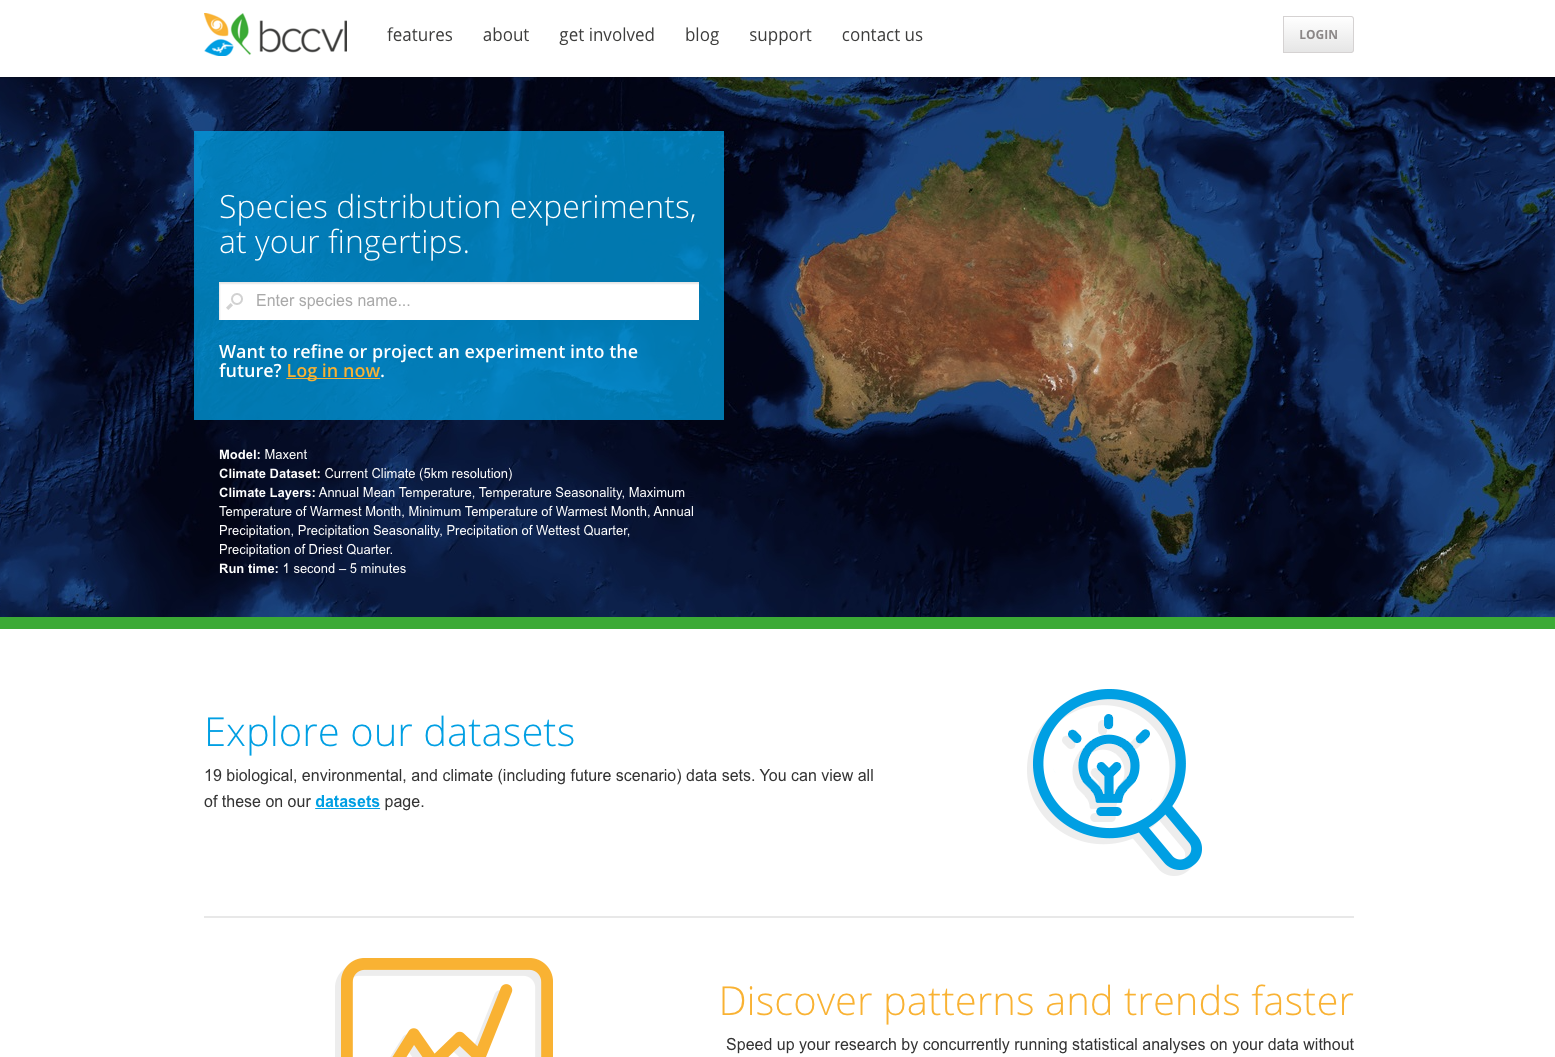 bccvl
features about get involved blog support contact us
LOGIN
Species distribution experiments,
at your fingertips.
Enter species name...
Want to refine or project an experiment into the
future? Log in now.
Model: Maxent
Climate Dataset: Current Climate (5km resolution)
Climate Layers: Annual Mean Temperature, Temperature Seasonality, Maximum
Temperature of Warmest Month, Minimum Temperature of Warmest Month, Annual
Precipitation, Precipitation Seasonality, Precipitation of Wettest Quarter,
Precipitation of Driest Quarter.
Run time: 1 second – 5 minutes
Explore our datasets
19 biological, environmental, and climate (including future scenario) data sets. You can view all
of these on our datasets page.
Discover patterns and trends faster
Speed up your research by concurrently running statistical analyses on your data without